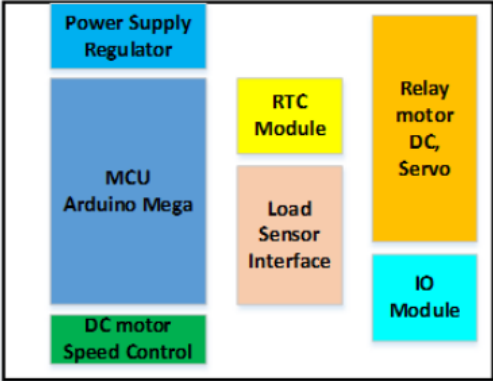 Power Supply
Regulator
MCU
Arduino Mega
DC motor
Speed Control
RTC
Module
Load
Sensor
Interface
Relay
motor
DC,
Servo
IO
Module